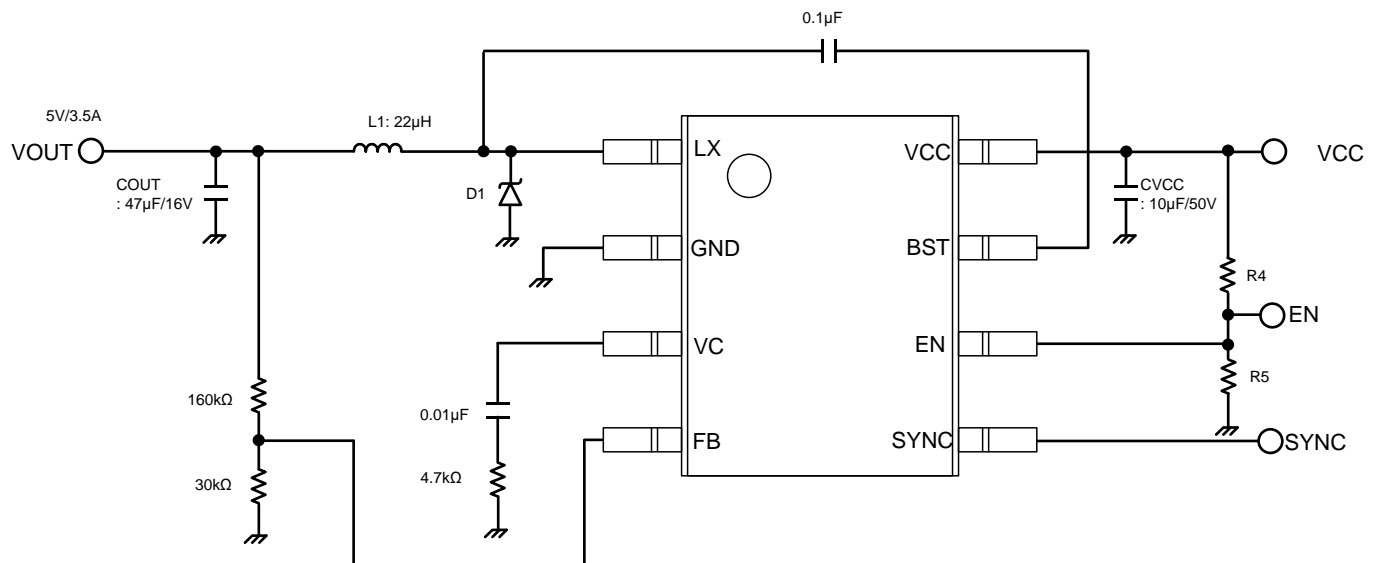 0.1µF
5V/3.5A
L1: 22µH
VOUT
LX
VCC
VCC
COUT
: 47µF/16V
D1
CVCC
: 10µF/50V
GND
BST
R4
EN
VC
EN
R5
160kΩ
0.01µF
FB
SYNC
SYNC
30kΩ
4.7kΩ